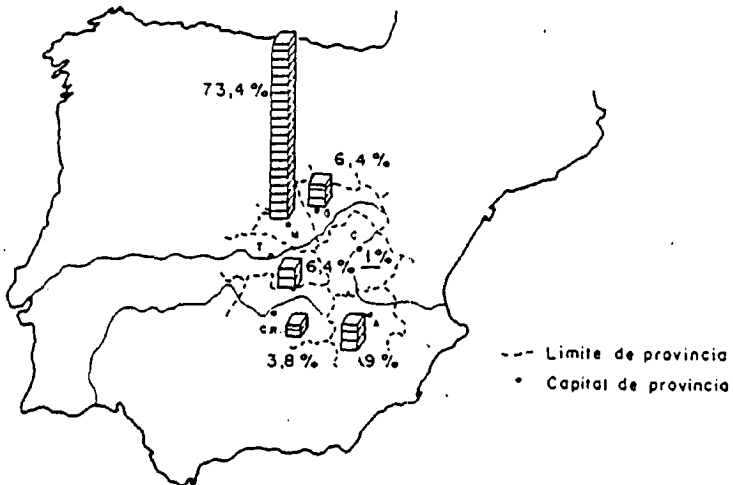 73,4%
6,4%
G
M
T
C
6,4%
1%
C.R.
A
3,8%
9%
--- Limite de provincia
• Capital de provincia